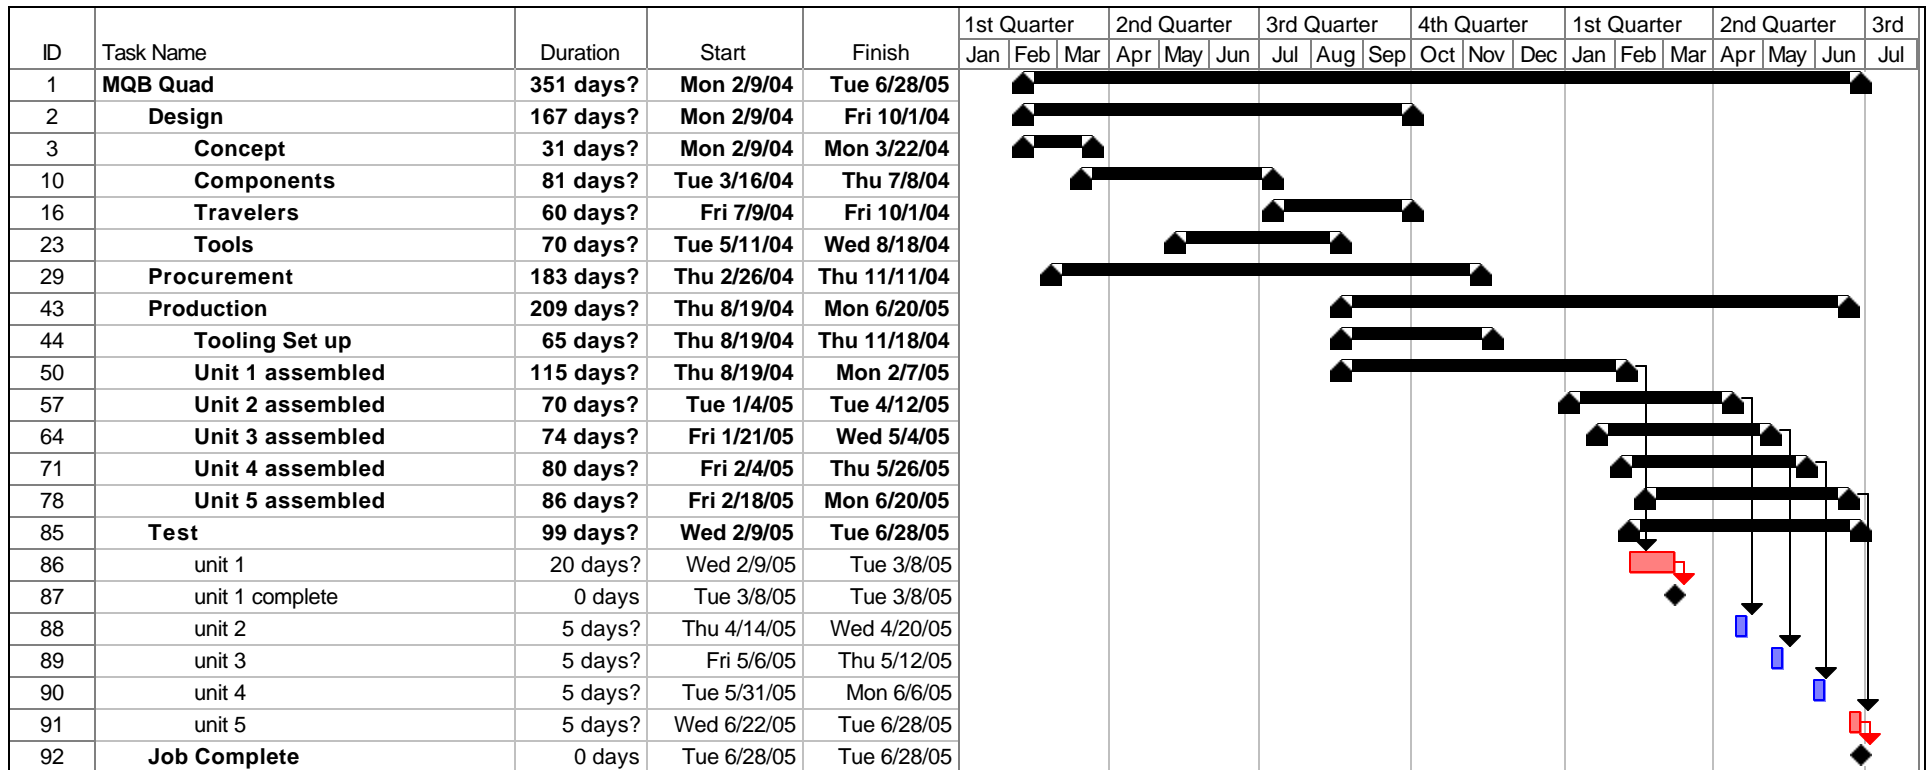 1st Quarter 2nd Quarter 3rd Quarter 4th Quarter 1st Quarter 2nd Quarter 3rd
ID Task Name Duration Start Finish Jan Feb Mar Apr May Jun Jul Aug Sep Oct Nov Dec Jan Feb Mar Apr May Jun Jul
1 MQB Quad 351 days? Mon 2/9/04 Tue 6/28/05
2 Design 167 days? Mon 2/9/04 Fri 10/1/04
3 Concept 31 days? Mon 2/9/04 Mon 3/22/04
10 Components 81 days? Tue 3/16/04 Thu 7/8/04
16 Travelers 60 days? Fri 7/9/04 Fri 10/1/04
23 Tools 70 days? Tue 5/11/04 Wed 8/18/04
29 Procurement 183 days? Thu 2/26/04 Thu 11/11/04
43 Production 209 days? Thu 8/19/04 Mon 6/20/05
44 Tooling Set up 65 days? Thu 8/19/04 Thu 11/18/04
50 Unit 1 assembled 115 days? Thu 8/19/04 Mon 2/7/05
57 Unit 2 assembled 70 days? Tue 1/4/05 Tue 4/12/05
64 Unit 3 assembled 74 days? Fri 1/21/05 Wed 5/4/05
71 Unit 4 assembled 80 days? Fri 2/4/05 Thu 5/26/05
78 Unit 5 assembled 86 days? Fri 2/18/05 Mon 6/20/05
85 Test 99 days? Wed 2/9/05 Tue 6/28/05
86 unit 1 20 days? Wed 2/9/05 Tue 3/8/05
87 unit 1 complete 0 days Tue 3/8/05 Tue 3/8/05
88 unit 2 5 days? Thu 4/14/05 Wed 4/20/05
89 unit 3 5 days? Fri 5/6/05 Thu 5/12/05
90 unit 4 5 days? Tue 5/31/05 Mon 6/6/05
91 unit 5 5 days? Wed 6/22/05 Tue 6/28/05
92 Job Complete 0 days Tue 6/28/05 Tue 6/28/05